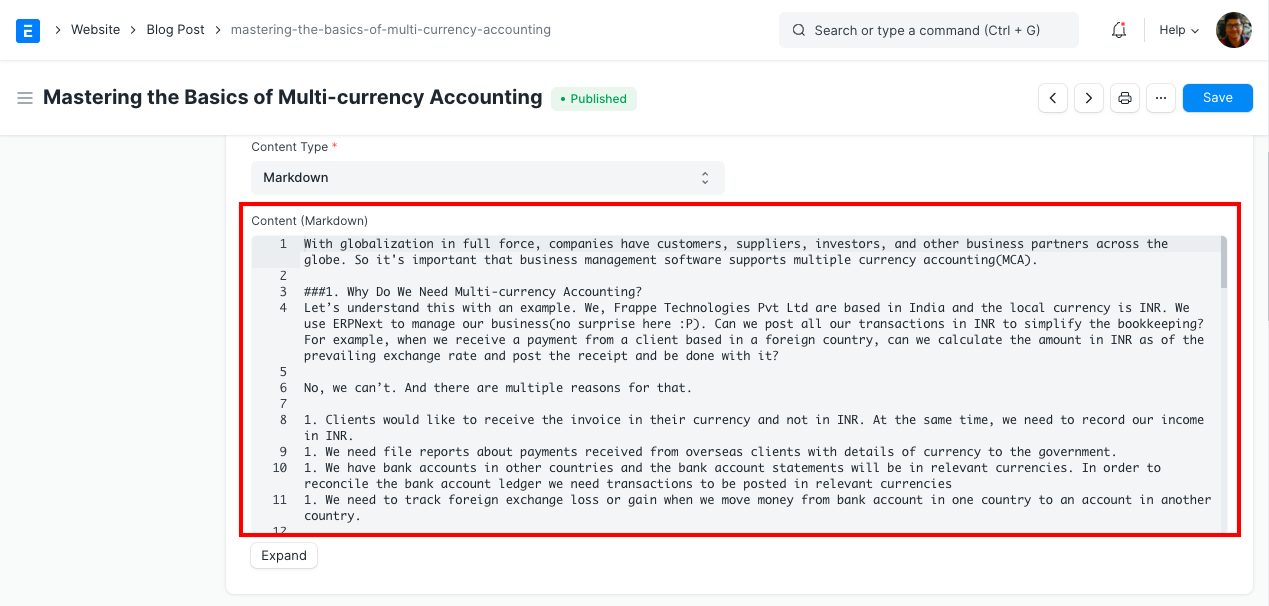 E
Website
Blog Post
mastering-the-basics-of-multi-currency-accounting
Search or type a command (Ctrl + G)
Help
Mastering the Basics of Multi-currency Accounting
• Published
Save
Content Type *
Markdown
Content (Markdown)
1 With globalization in full force, companies have customers, suppliers, investors, and other business partners across the
globe. So it's important that business management software supports multiple currency accounting(MCA).
2
3 ###1. Why Do We Need Multi-currency Accounting?
4 Let’s understand this with an example. We, Frappe Technologies Pvt Ltd are based in India and the local currency is INR. We
use ERPNext to manage our business(no surprise here :P). Can we post all our transactions in INR to simplify the bookkeeping?
For example, when we receive a payment from a client based in a foreign country, can we calculate the amount in INR as of the
prevailing exchange rate and post the receipt and be done with it?
5
6 No, we can’t. And there are multiple reasons for that.
7
8 1. Clients would like to receive the invoice in their currency and not in INR. At the same time, we need to record our income
in INR.
9 1. We need file reports about payments received from overseas clients with details of currency to the government.
10 1. We have bank accounts in other countries and the bank account statements will be in relevant currencies. In order to
reconcile the bank account ledger we need transactions to be posted in relevant currencies
11 1. We need to track foreign exchange loss or gain when we move money from bank account in one country to an account in another
country.
12
Expand